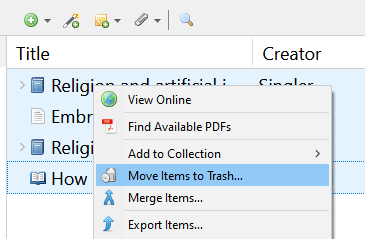 Title Creator
Religion and artificial i Singler
View Online
Embr
Find Available PDFs
Religi
Add to Collection
How
Move Items to Trash...
Merge Items...
Export Items...